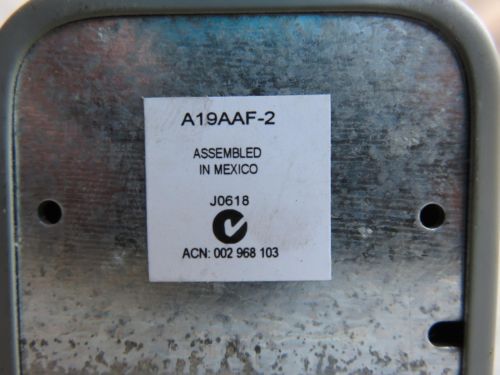 A19AAF-2
ASSEMBLED
IN MEXICO
J0618
ACN: 002 968 103